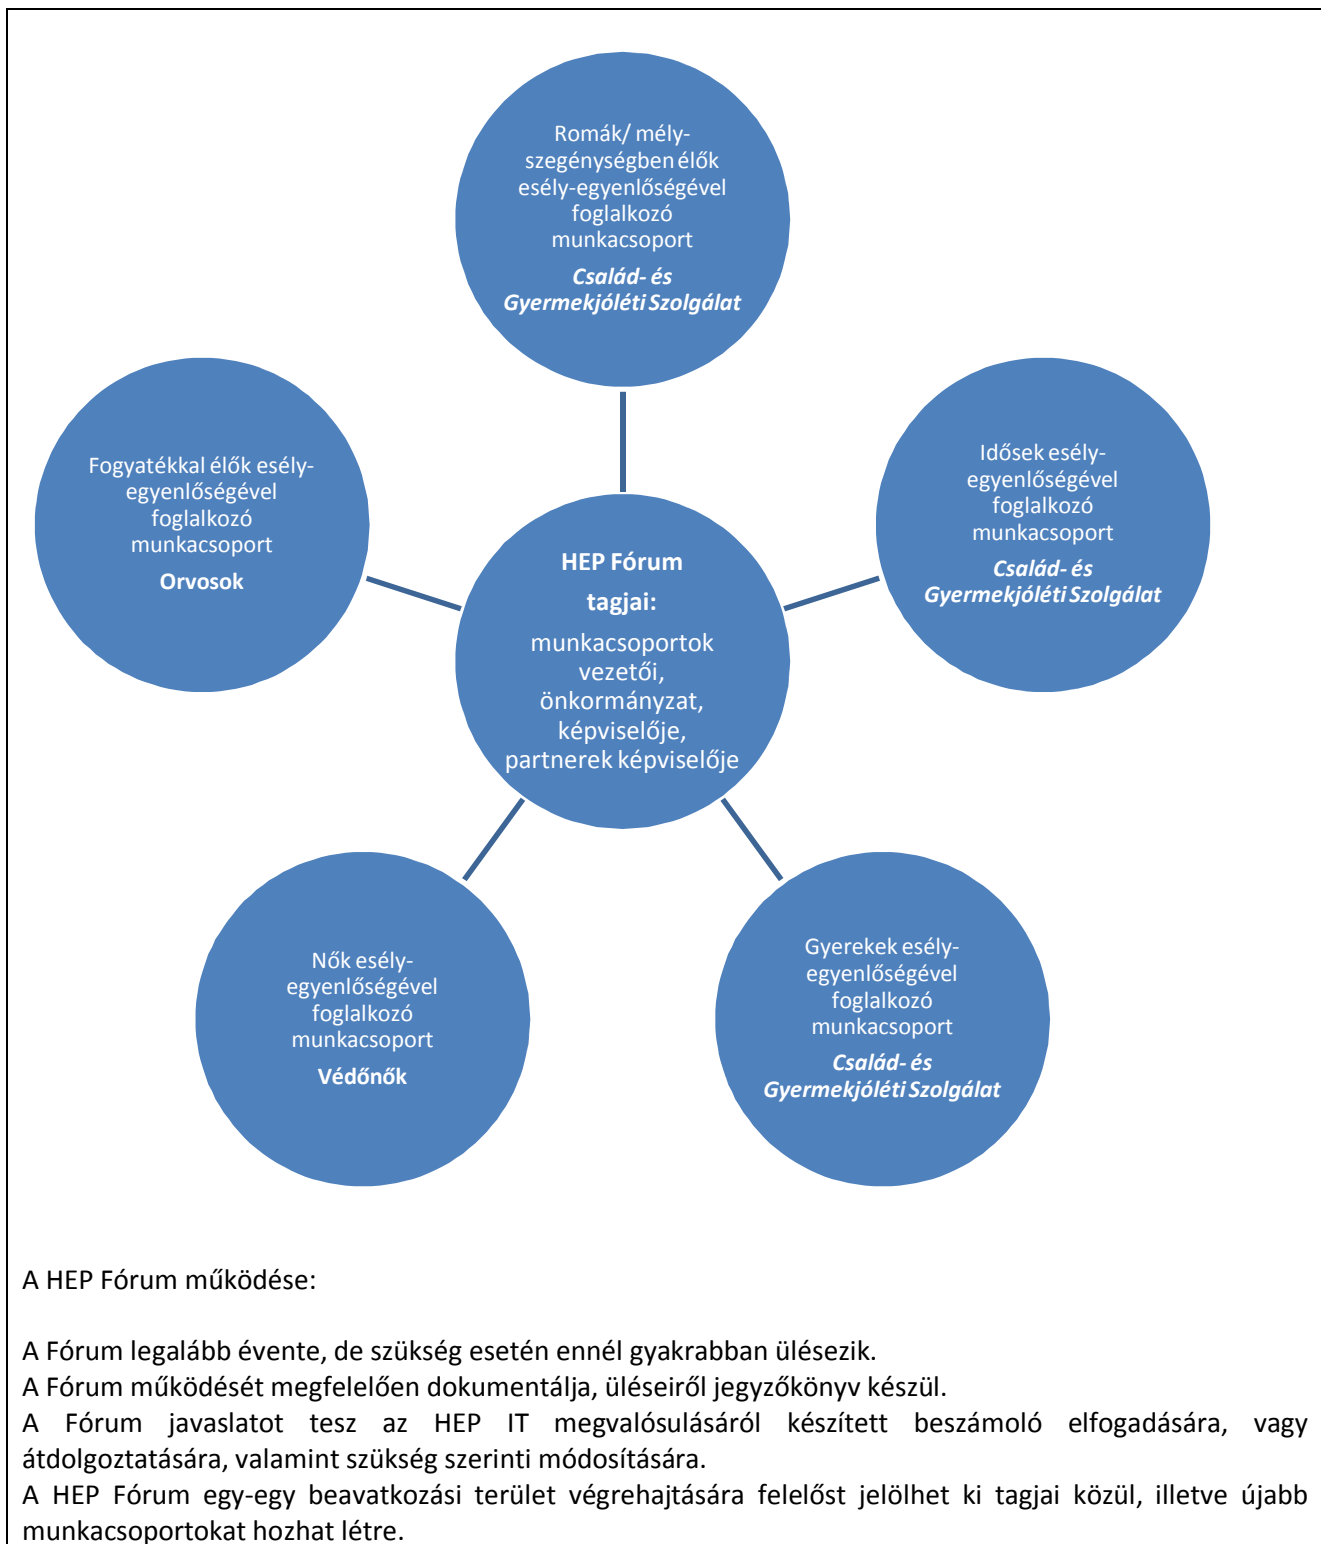 Romák/ mély-
szegénységben élők
esély-egyenlőségével
foglalkozó
munkacsoport
Család- és
Gyermekjóléti Szolgálat
Fogyatékkal élők esély-
egyenlőségével
foglalkozó
munkacsoport
Orvosok
Idősek esély-
egyenlőségével
foglalkozó
munkacsoport
Család- és
Gyermekjóléti Szolgálat
HEP Fórum
tagjai:
munkacsoportok
vezetői,
önkormányzat,
képviselője,
partnerek képviselője
Nők esély-
egyenlőségével
foglalkozó
munkacsoport
Védőnők
Gyerekek esély-
egyenlőségével
foglalkozó
munkacsoport
Család- és
Gyermekjóléti Szolgálat
A HEP Fórum működése:
A Fórum legalább évente, de szükség esetén ennél gyakrabban ülésezik.
A Fórum működését megfelelően dokumentálja, üléseiről jegyzőkönyv készül.
A Fórum javaslatot tesz az HEP IT megvalósulásáról készített beszámoló elfogadására, vagy
átdolgoztatására, valamint szükség szerinti módosítására.
A HEP Fórum egy-egy beavatkozási terület végrehajtására felelőst jelölhet ki tagjai közül, illetve újabb
munkacsoportokat hozhat létre.